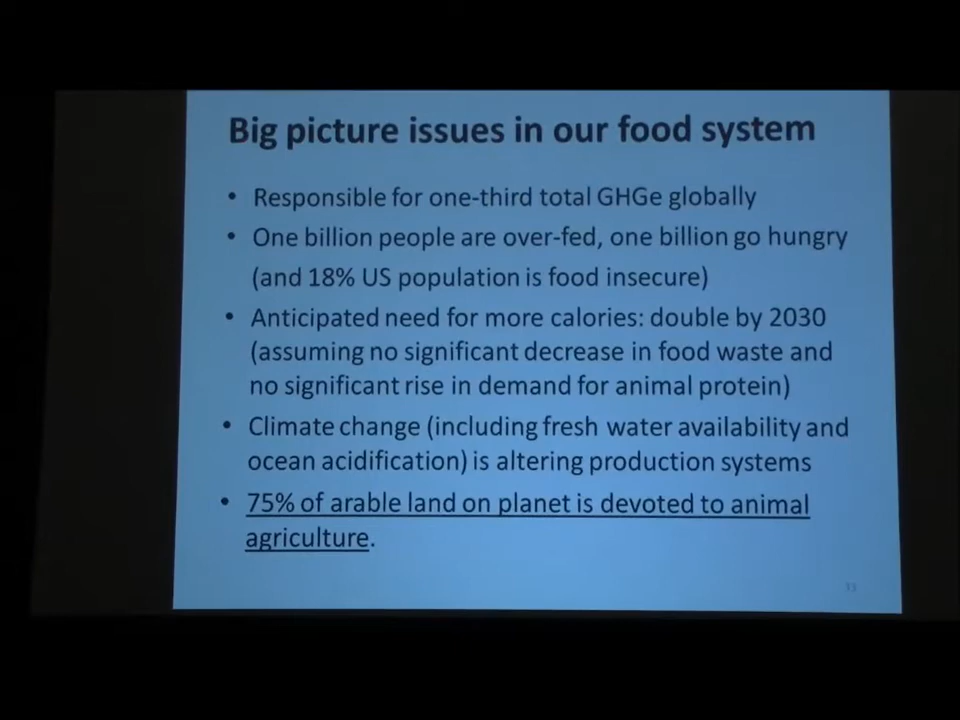 Big picture issues in our food system
• Responsible for one-third total GHGe globally
• One billion people are over-fed, one billion go hungry
(and 18% US population is food insecure)
• Anticipated need for more calories: double by 2030
(assuming no significant decrease in food waste and
no significant rise in demand for animal protein)
• Climate change (including fresh water availability and
ocean acidification) is altering production systems
• 75% of arable land on planet is devoted to animal
agriculture.